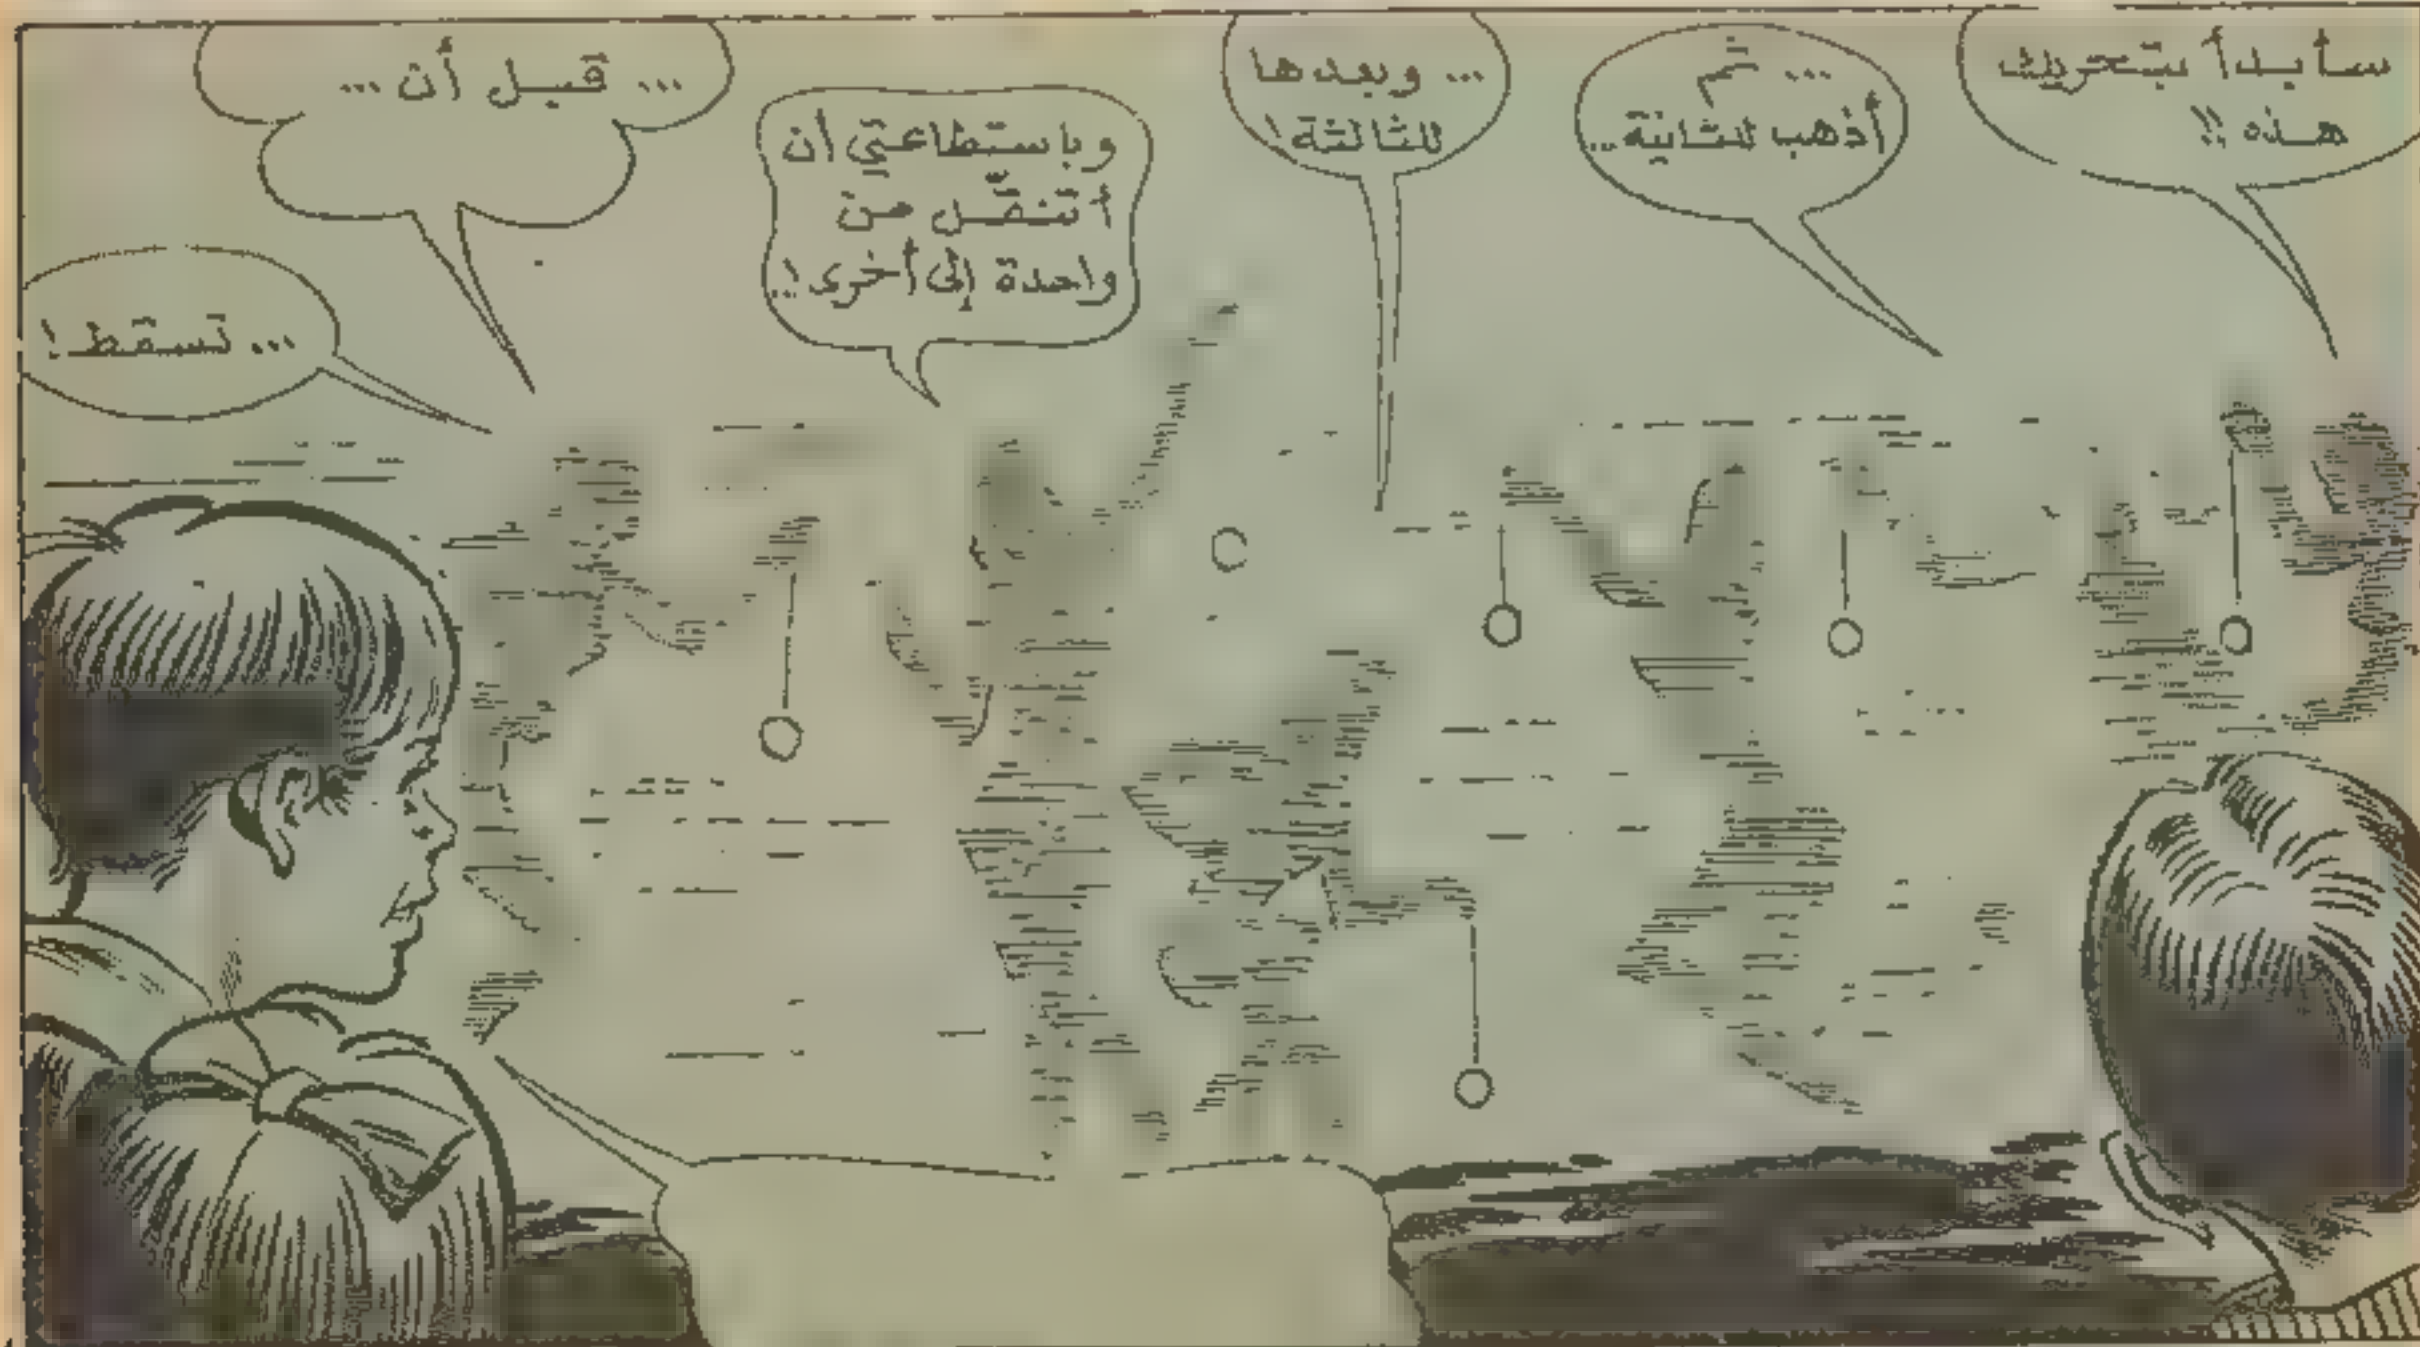 سأبدأ بتحريك
هذه !!
... ثم
أذهب للثانية ...
... وبعدها
للثالثة !
وباستطاعتي أن
أتنقّل من
واحدة إلى أخرى !..
... قبل أن ...
... تسقط !